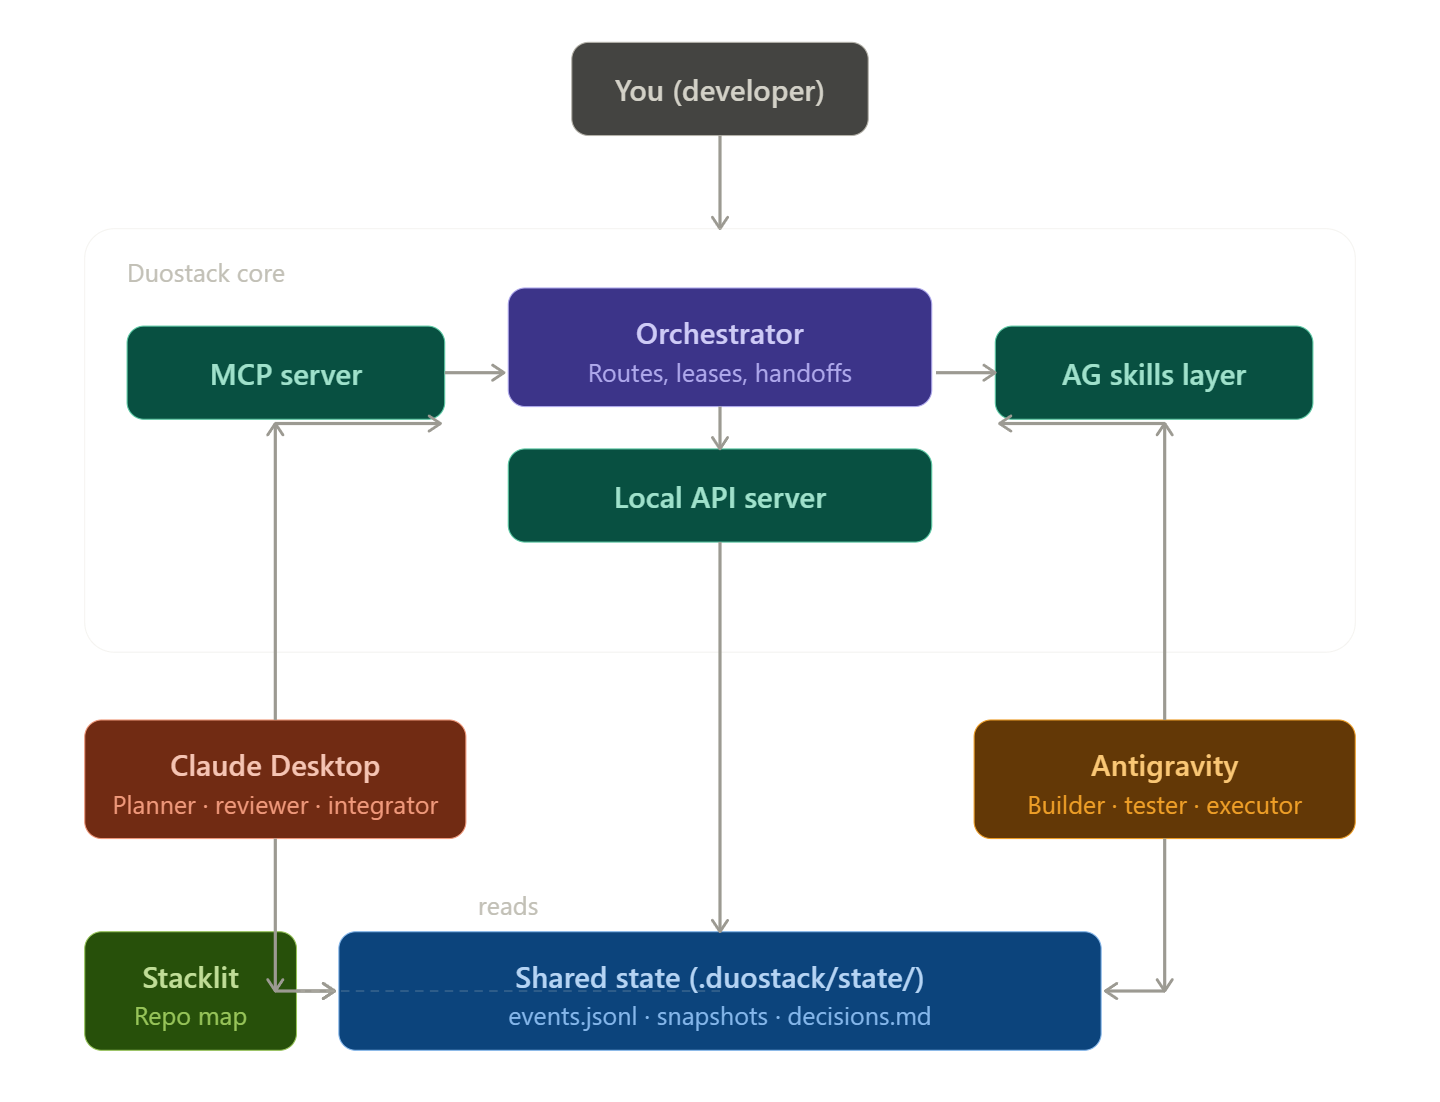 You (developer)
Duostack core
Orchestrator
Routes, leases, handoffs
MCP server
AG skills layer
Local API server
Claude Desktop
Planner · reviewer · integrator
Antigravity
Builder · tester · executor
reads
Stacklit
Repo map
Shared state (.duostack/state/)
events.jsonl · snapshots · decisions.md